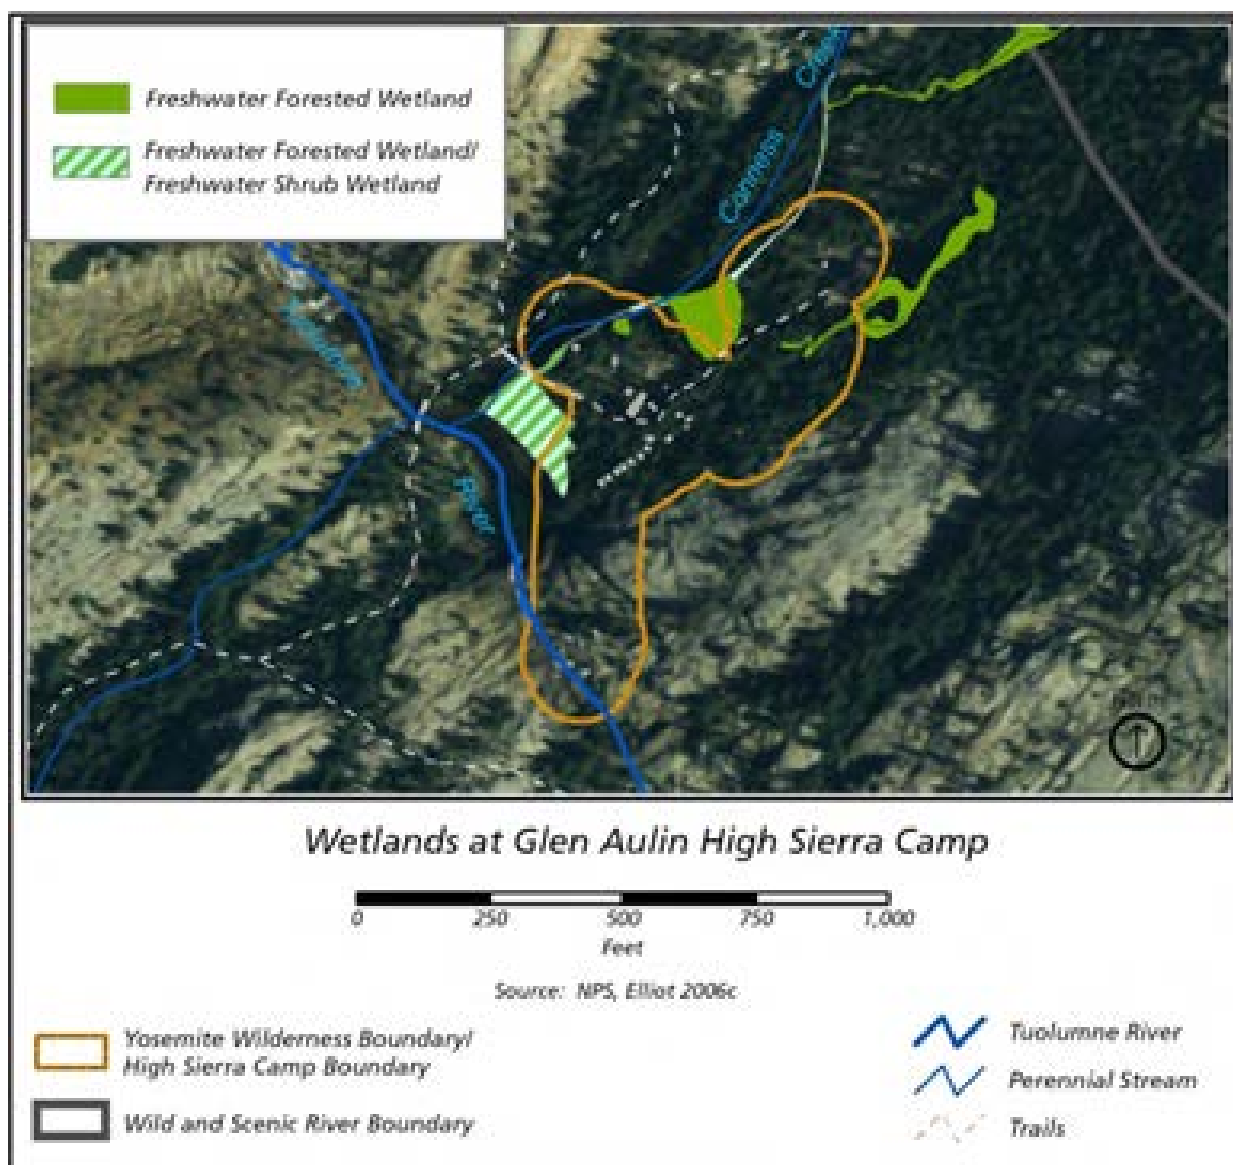 Freshwater Forested Wetland
Freshwater Forested Wetland/
Freshwater Shrub Wetland
Creek
Conness
Tuolumne
River
Wetlands at Glen Aulin High Sierra Camp
0 250 500 750 1,000
Feet
Source: NPS, Elliot 2006c
Yosemite Wilderness Boundary/
High Sierra Camp Boundary
Wild and Scenic River Boundary
Tuolumne River
Perennial Stream
Trails